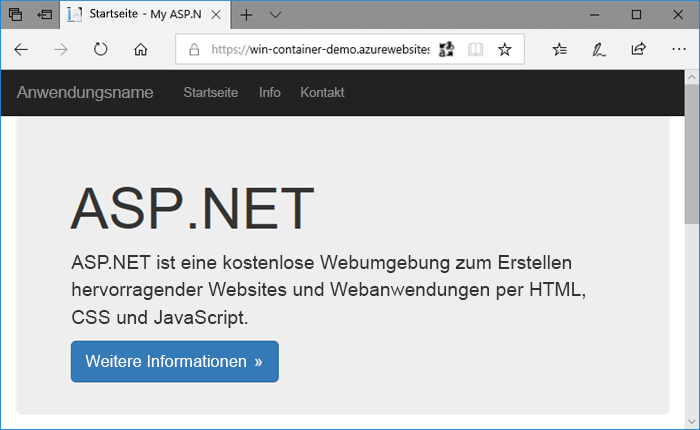 Startseite - My ASP.N
https://win-container-demo.azurewebsites
Anwendungsname Startseite Info Kontakt
ASP.NET
ASP.NET ist eine kostenlose Webumgebung zum Erstellen
hervorragender Websites und Webanwendungen per HTML,
CSS und JavaScript.
Weitere Informationen »